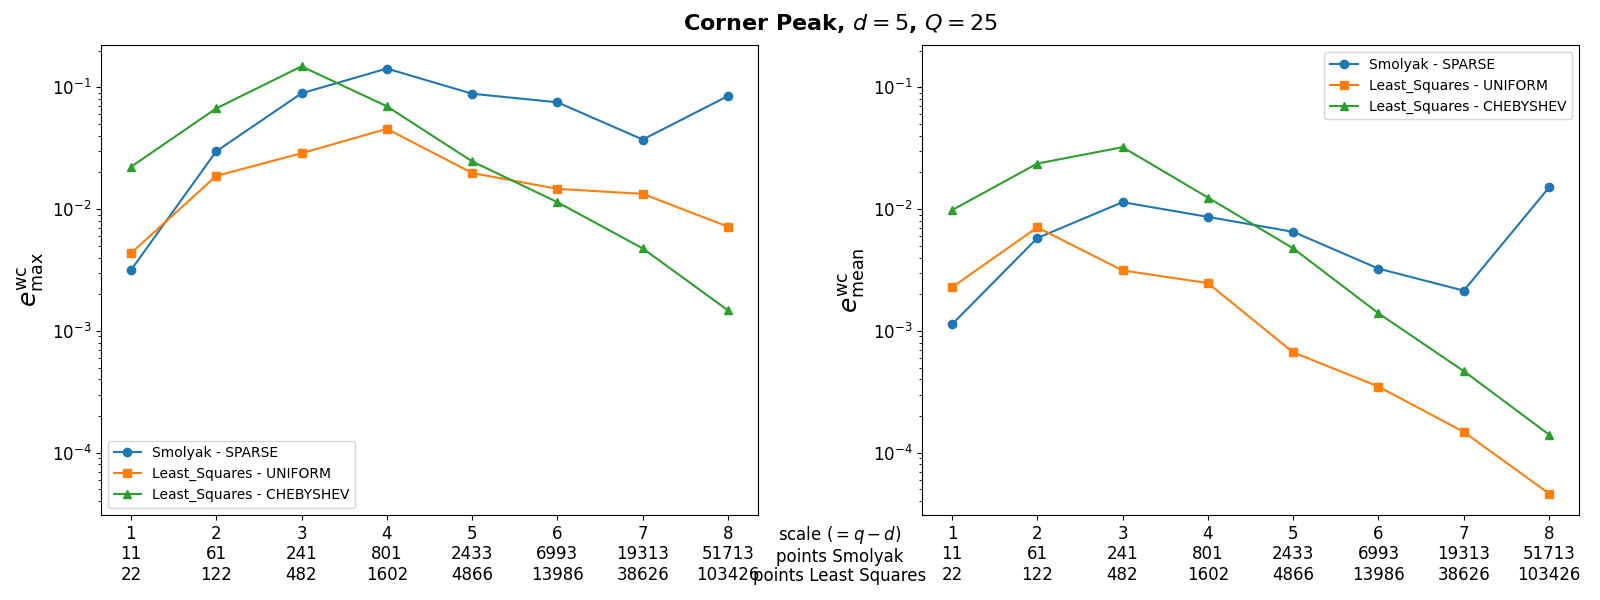 Corner Peak, d = 5, Q = 25
e^wc_max
10^−1
10^−2
10^−3
10^−4
Smolyak - SPARSE
Least_Squares - UNIFORM
Least_Squares - CHEBYSHEV
1 2 3 4 5 6 7 8
11 61 241 801 2433 6993 19313 51713
22 122 482 1602 4866 13986 38626 103426
scale (= q − d)
points Smolyak
points Least Squares
e^wc_mean
10^−1
10^−2
10^−3
10^−4
Smolyak - SPARSE
Least_Squares - UNIFORM
Least_Squares - CHEBYSHEV
1 2 3 4 5 6 7 8
11 61 241 801 2433 6993 19313 51713
22 122 482 1602 4866 13986 38626 103426